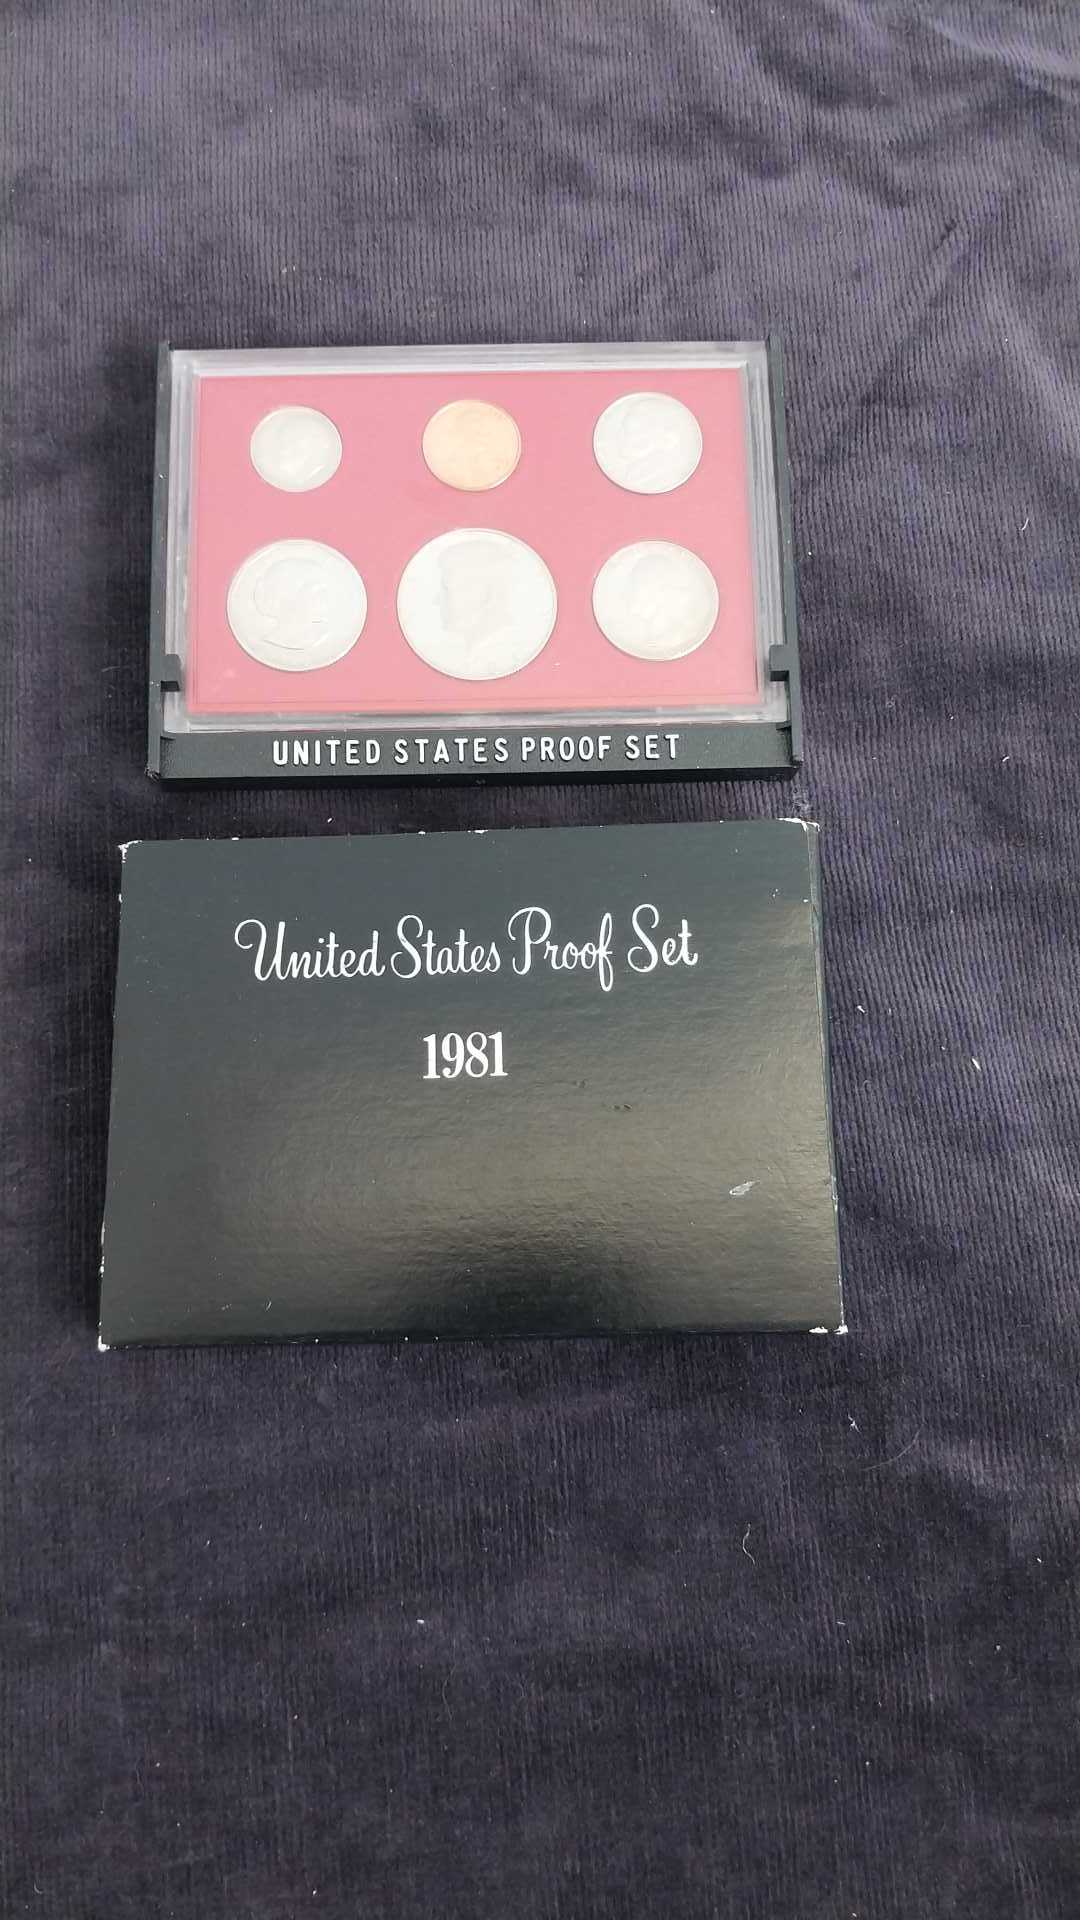 UNITED STATES PROOF SET
United States Proof Set
1981